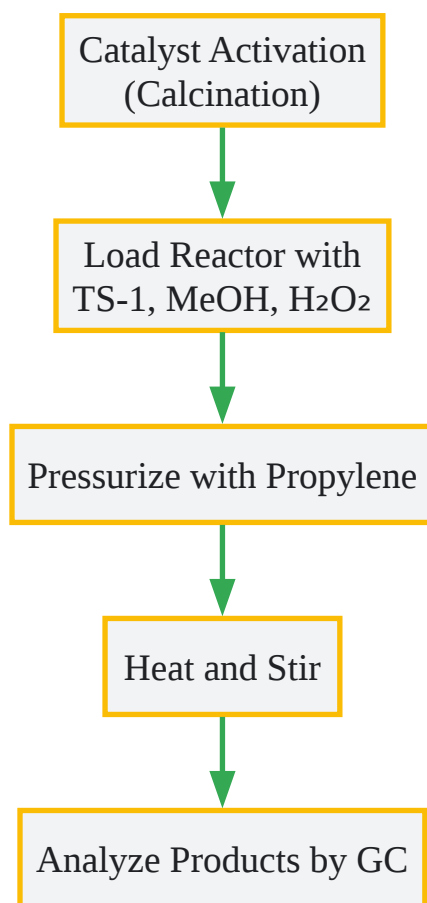 Catalyst Activation
(Calcination)
Load Reactor with
TS-1, MeOH, H₂O₂
Pressurize with Propylene
Heat and Stir
Analyze Products by GC